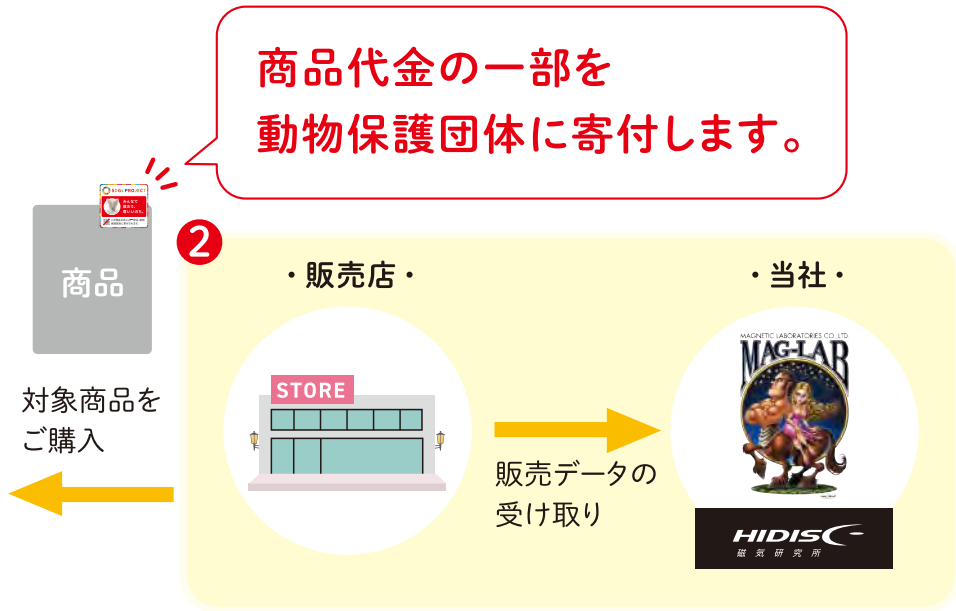 商品代金の一部を
動物保護団体に寄付します。
SDGs PROJECT
商品
対象商品を
ご購入
2
・販売店・
STORE
販売データの
受け取り
・当社・
MAGNETIC LABORATORIES CO.,LTD
MAG-LAB
HIDISC
磁気研究所